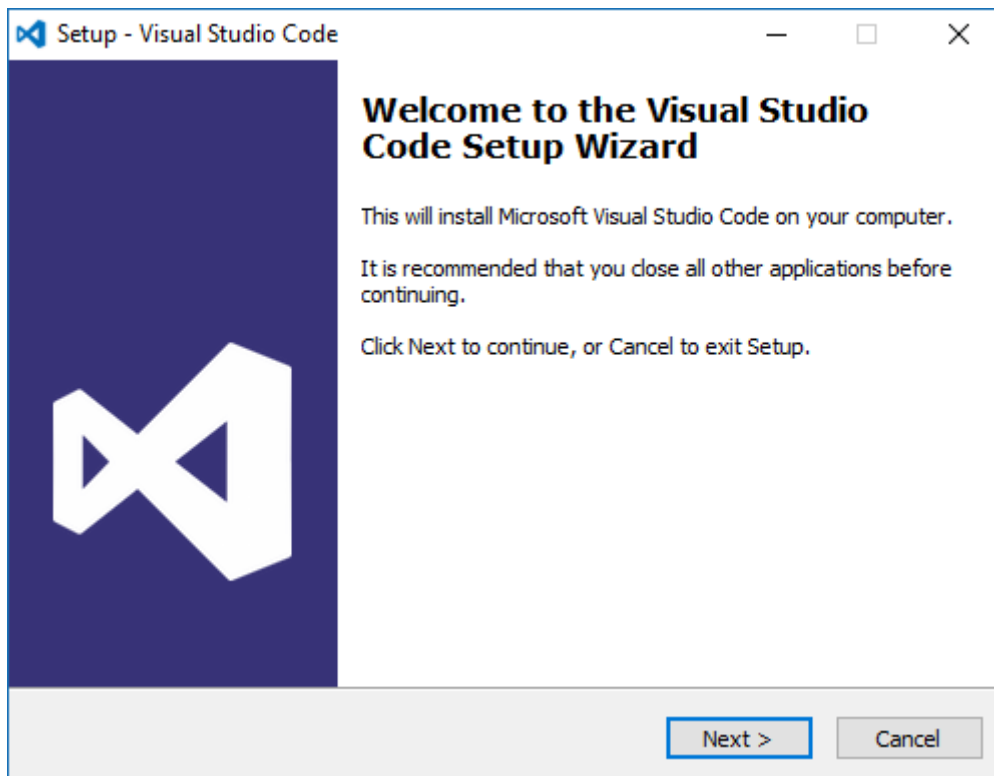 Setup - Visual Studio Code
Welcome to the Visual Studio
Code Setup Wizard
This will install Microsoft Visual Studio Code on your computer.
It is recommended that you close all other applications before
continuing.
Click Next to continue, or Cancel to exit Setup.
Next >
Cancel